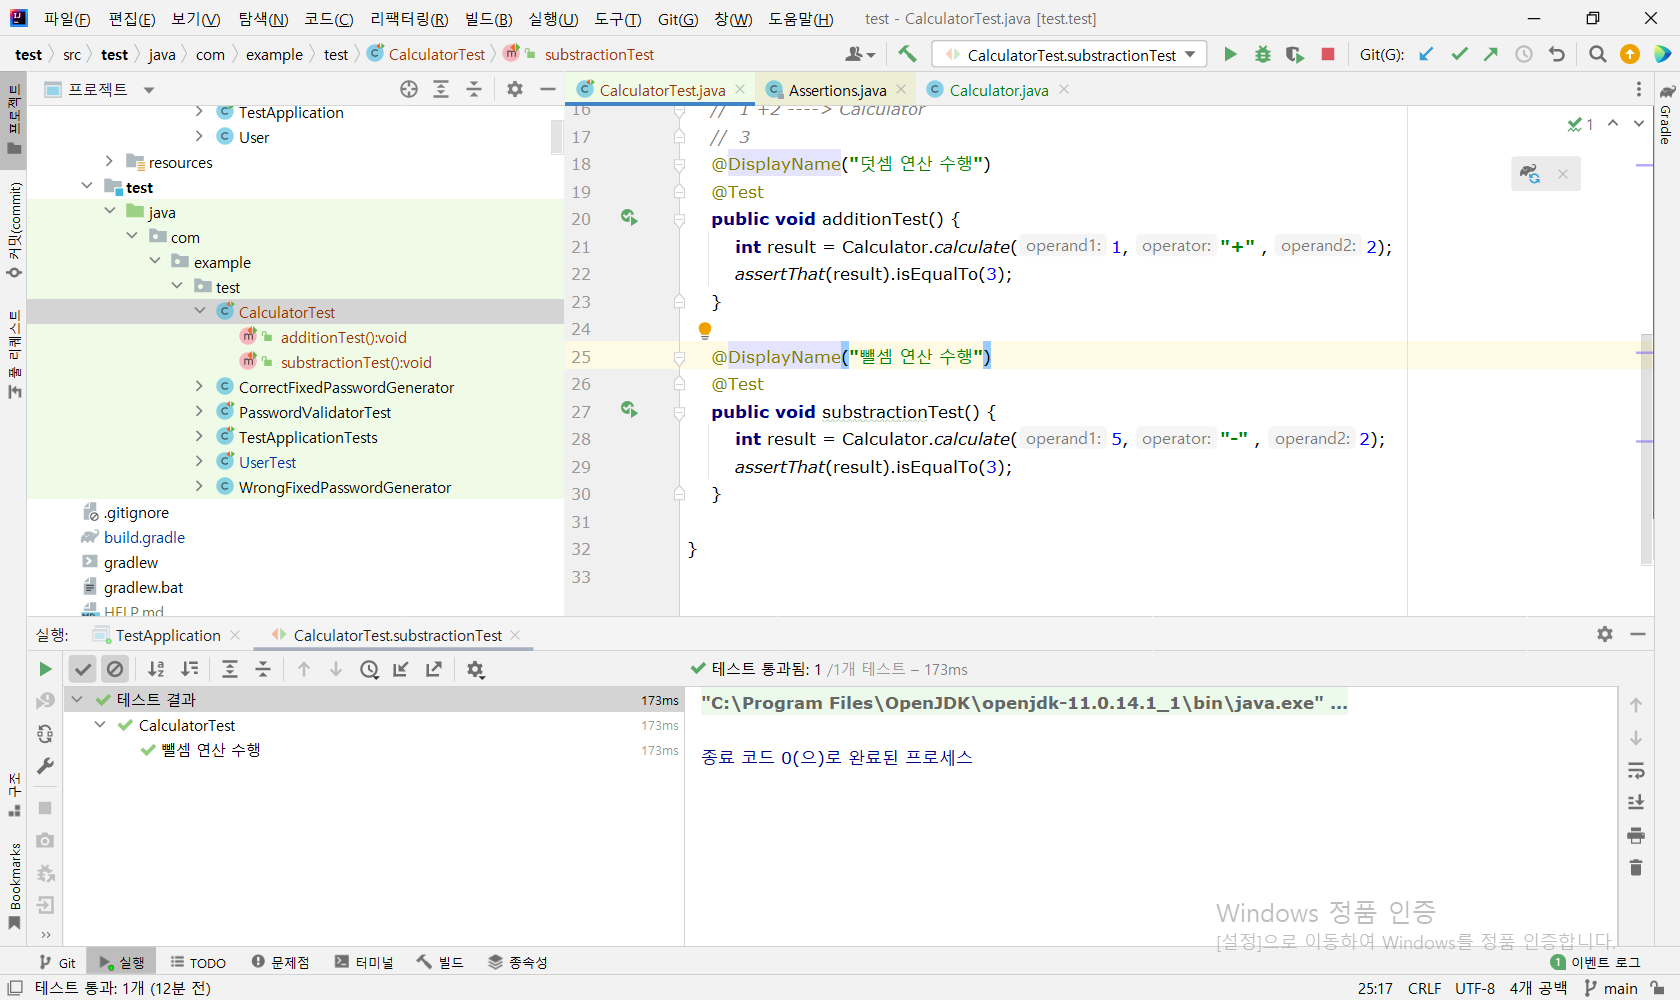 파일(F) 편집(E) 보기(V) 탐색(N) 코드(C) 리팩터링(R) 빌드(B) 실행(U) 도구(T) Git(G) 창(W) 도움말(H) test - CalculatorTest.java [test.test]
test src test java com example test CalculatorTest substractionTest CalculatorTest.substractionTest Git(G):
프로젝트
CalculatorTest.java Assertions.java Calculator.java
프로젝트
커밋(commit)
풀 리퀘스트
구조
Bookmarks
Gradle
TestApplication
User
resources
test
java
com
example
test
CalculatorTest
additionTest():void
substractionTest():void
CorrectFixedPasswordGenerator
PasswordValidatorTest
TestApplicationTests
UserTest
WrongFixedPasswordGenerator
.gitignore
build.gradle
gradlew
gradlew.bat
HELP.md
1
16 // 1 +2 ----> Calculator
17 // 3
18 @DisplayName("덧셈 연산 수행")
19 @Test
20 public void additionTest() {
21 int result = Calculator.calculate( operand1: 1, operator: "+" , operand2: 2);
22 assertThat(result).isEqualTo(3);
23 }
24
25 @DisplayName("뺄셈 연산 수행")
26 @Test
27 public void substractionTest() {
28 int result = Calculator.calculate( operand1: 5, operator: "-" , operand2: 2);
29 assertThat(result).isEqualTo(3);
30 }
31
32 }
33
실행: TestApplication CalculatorTest.substractionTest
테스트 통과됨: 1 /1개 테스트 – 173ms
테스트 결과 173ms
CalculatorTest 173ms
뺄셈 연산 수행 173ms
"C:\Program Files\OpenJDK\openjdk-11.0.14.1_1\bin\java.exe" ...
종료 코드 0(으)로 완료된 프로세스
Windows 정품 인증
[설정]으로 이동하여 Windows를 정품 인증합니다.
Git 실행 TODO 문제점 터미널 빌드 종속성 1 이벤트 로그
테스트 통과: 1개 (12분 전) 25:17 CRLF UTF-8 4개 공백 main